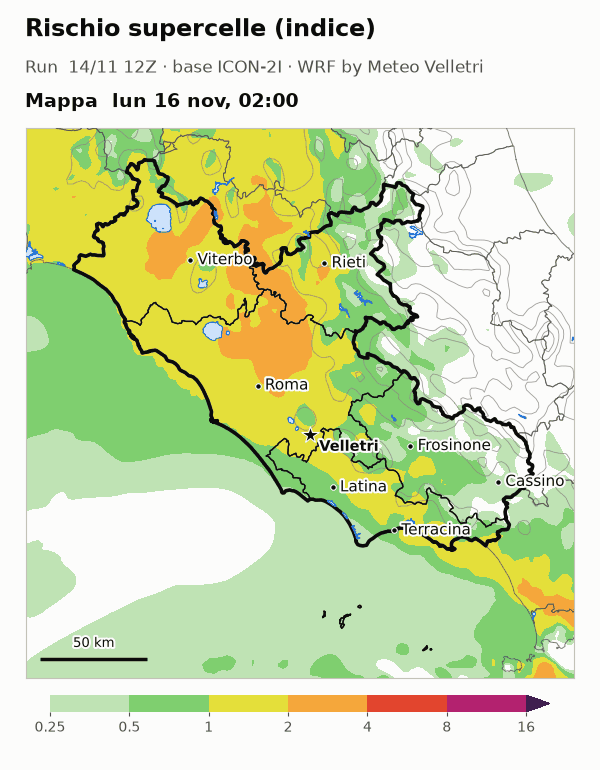 Rischio supercelle (indice)
Run  14/11 12Z · base ICON-2I · WRF by Meteo Velletri
Mappa  lun 16 nov, 02:00
Viterbo
Rieti
Roma
Velletri
Frosinone
Latina
Cassino
Terracina
50 km
0.25 0.5 1 2 4 8 16